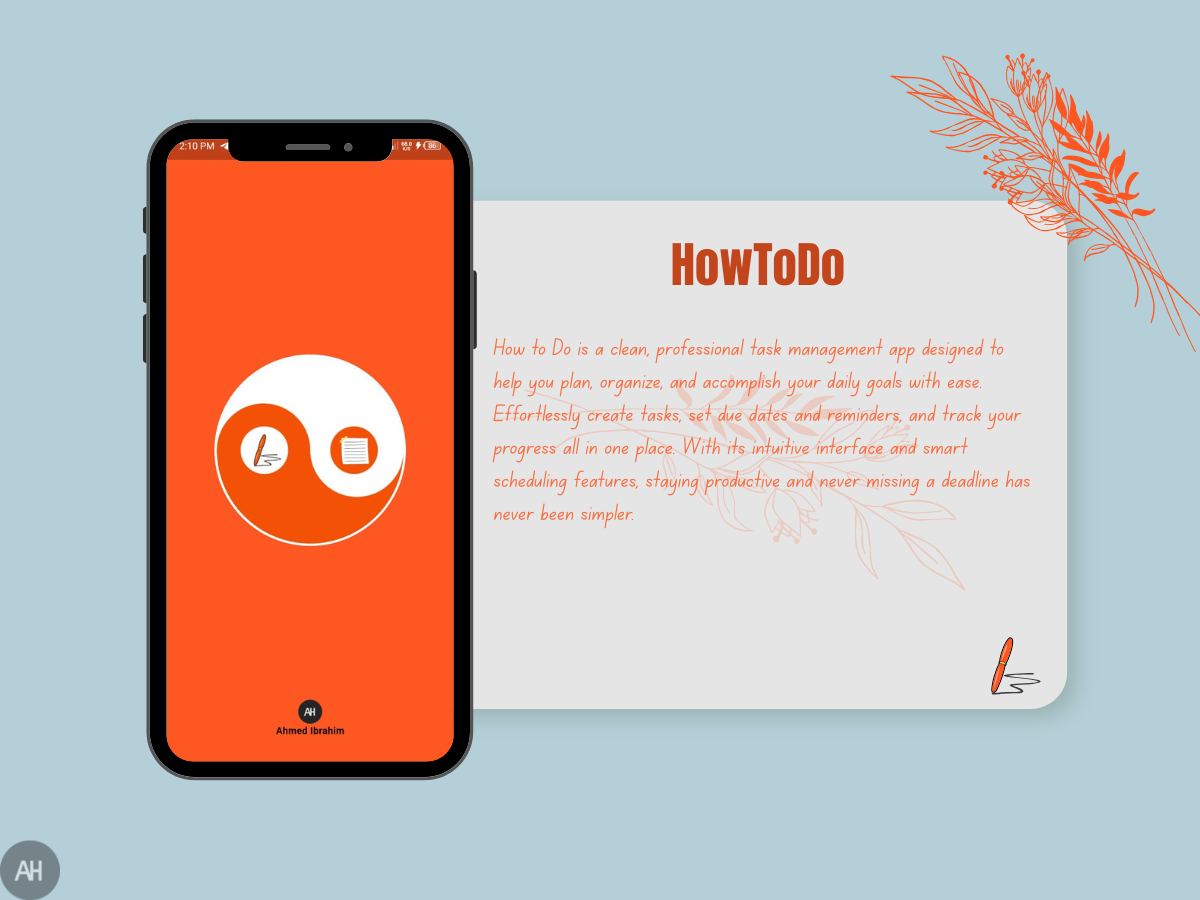 2:10 PM
86
HowToDo
How to Do is a clean, professional task management app designed to
help you plan, organize, and accomplish your daily goals with ease.
Effortlessly create tasks, set due dates and reminders, and track your
progress all in one place. With its intuitive interface and smart
scheduling features, staying productive and never missing a deadline has
never been simpler.
AH
Ahmed Ibrahim
AH